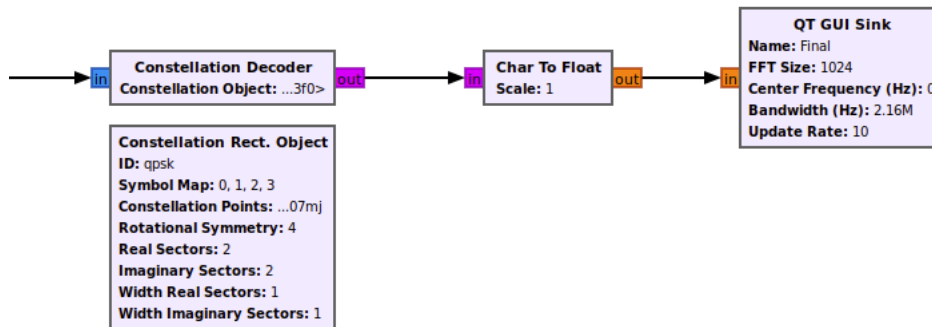 in
Constellation Decoder
Constellation Object: ...3f0>
out
in
Char To Float
Scale: 1
out
in
QT GUI Sink
Name: Final
FFT Size: 1024
Center Frequency (Hz): 0
Bandwidth (Hz): 2.16M
Update Rate: 10
Constellation Rect. Object
ID: qpsk
Symbol Map: 0, 1, 2, 3
Constellation Points: ...07mj
Rotational Symmetry: 4
Real Sectors: 2
Imaginary Sectors: 2
Width Real Sectors: 1
Width Imaginary Sectors: 1